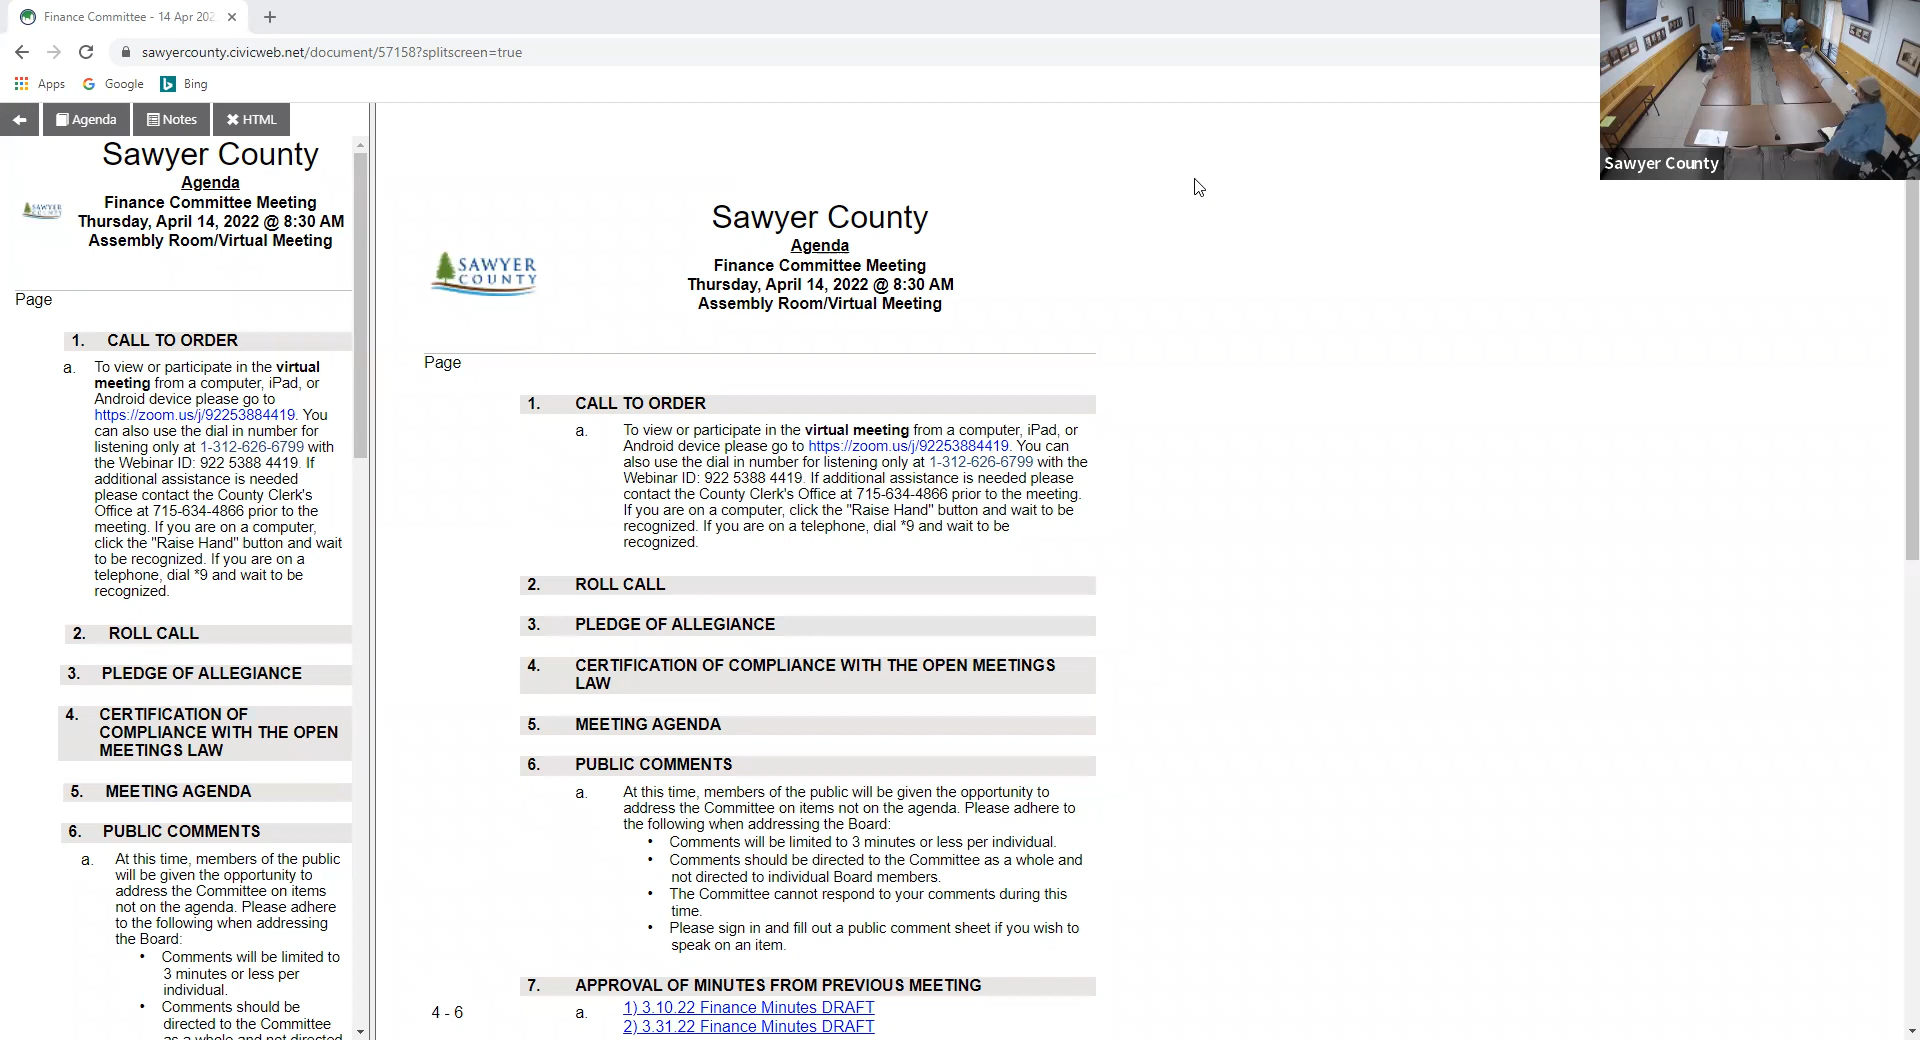 Finance Committee - 14 Apr 202
sawyercounty.civicweb.net/document/57158?splitscreen=true
Apps Google Bing
Agenda Notes HTML
Sawyer County
Agenda
Finance Committee Meeting
Thursday, April 14, 2022 @ 8:30 AM
Assembly Room/Virtual Meeting
SAWYER
COUNTY
Page
1. CALL TO ORDER
a. To view or participate in the virtual
meeting from a computer, iPad, or
Android device please go to
https://zoom.us/j/92253884419. You
can also use the dial in number for
listening only at 1-312-626-6799 with
the Webinar ID: 922 5388 4419. If
additional assistance is needed
please contact the County Clerk's
Office at 715-634-4866 prior to the
meeting. If you are on a computer,
click the "Raise Hand" button and wait
to be recognized. If you are on a
telephone, dial *9 and wait to be
recognized.
2. ROLL CALL
3. PLEDGE OF ALLEGIANCE
4. CERTIFICATION OF
COMPLIANCE WITH THE OPEN
MEETINGS LAW
5. MEETING AGENDA
6. PUBLIC COMMENTS
a. At this time, members of the public
will be given the opportunity to
address the Committee on items
not on the agenda. Please adhere
to the following when addressing
the Board:
• Comments will be limited to
3 minutes or less per
individual.
• Comments should be
directed to the Committee
as a whole and not directed
Sawyer County
Agenda
Finance Committee Meeting
Thursday, April 14, 2022 @ 8:30 AM
Assembly Room/Virtual Meeting
SAWYER
COUNTY
Page
1. CALL TO ORDER
a. To view or participate in the virtual meeting from a computer, iPad, or
Android device please go to https://zoom.us/j/92253884419. You can
also use the dial in number for listening only at 1-312-626-6799 with the
Webinar ID: 922 5388 4419. If additional assistance is needed please
contact the County Clerk's Office at 715-634-4866 prior to the meeting.
If you are on a computer, click the "Raise Hand" button and wait to be
recognized. If you are on a telephone, dial *9 and wait to be
recognized.
2. ROLL CALL
3. PLEDGE OF ALLEGIANCE
4. CERTIFICATION OF COMPLIANCE WITH THE OPEN MEETINGS
LAW
5. MEETING AGENDA
6. PUBLIC COMMENTS
a. At this time, members of the public will be given the opportunity to
address the Committee on items not on the agenda. Please adhere to
the following when addressing the Board:
• Comments will be limited to 3 minutes or less per individual.
• Comments should be directed to the Committee as a whole and
not directed to individual Board members.
• The Committee cannot respond to your comments during this
time.
• Please sign in and fill out a public comment sheet if you wish to
speak on an item.
7. APPROVAL OF MINUTES FROM PREVIOUS MEETING
4 - 6 a. 1) 3.10.22 Finance Minutes DRAFT
2) 3.31.22 Finance Minutes DRAFT
Sawyer County